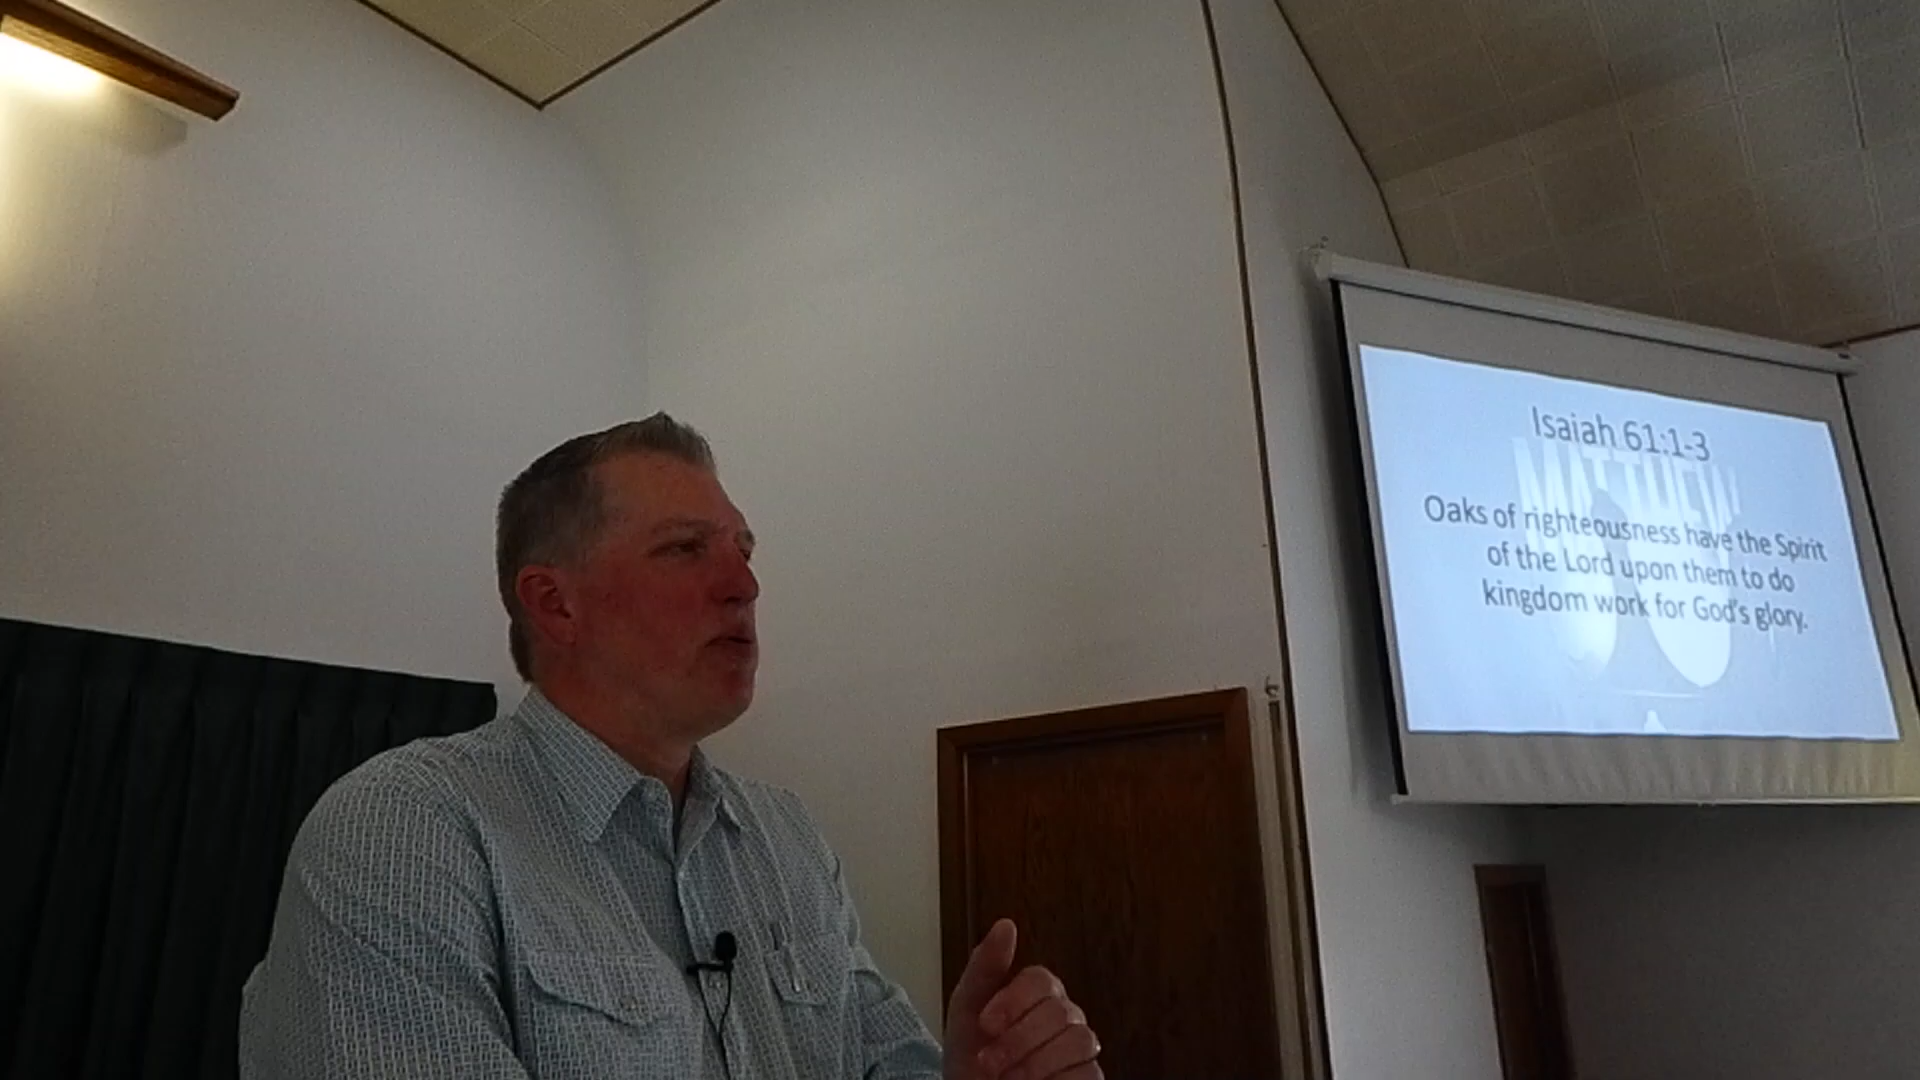 Isaiah 61:1-3
MATTHEW
Oaks of righteousness have the Spirit
of the Lord upon them to do
kingdom work for God's glory.